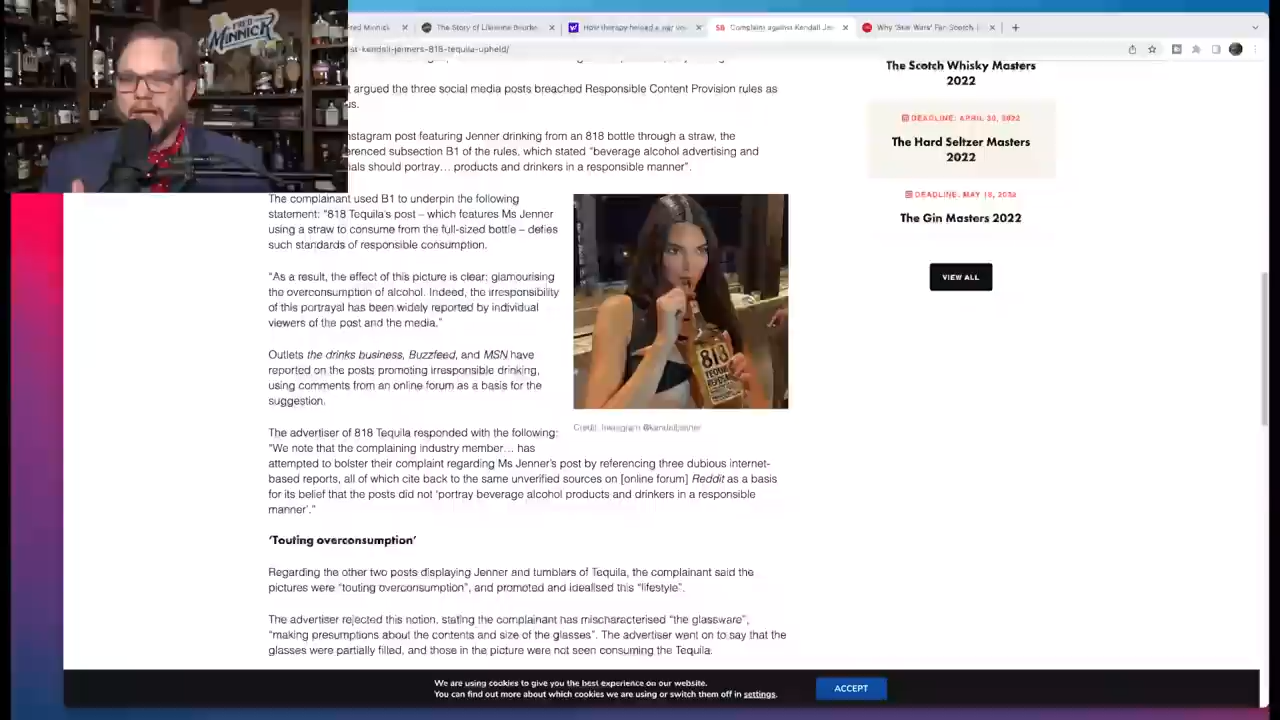 FRED
MINNICK
red Minnick
The Story of Lifesome Bourbo
How therapy helped a war ve
SB Complaint against Kendall Jen
Why 'Star Wars' Fan Scotch
st-kendall-jenners-818-tequila-upheld/
argued the three social media posts breached Responsible Content Provision rules as
us.
nstagram post featuring Jenner drinking from an 818 bottle through a straw, the
erenced subsection B1 of the rules, which stated “beverage alcohol advertising and
als should portray… products and drinkers in a responsible manner”.
The complainant used B1 to underpin the following
statement: “818 Tequila’s post – which features Ms Jenner
using a straw to consume from the full-sized bottle – defies
such standards of responsible consumption.
“As a result, the effect of this picture is clear: glamourising
the overconsumption of alcohol. Indeed, the irresponsibility
of this portrayal has been widely reported by individual
viewers of the post and the media.”
Outlets the drinks business, Buzzfeed, and MSN have
reported on the posts promoting irresponsible drinking,
using comments from an online forum as a basis for the
suggestion.
818
TEQUILA
Credit: Instagram @kendalljenner
The advertiser of 818 Tequila responded with the following:
“We note that the complaining industry member… has
attempted to bolster their complaint regarding Ms Jenner’s post by referencing three dubious internet-
based reports, all of which cite back to the same unverified sources on [online forum] Reddit as a basis
for its belief that the posts did not ‘portray beverage alcohol products and drinkers in a responsible
manner’.”
‘Touting overconsumption’
Regarding the other two posts displaying Jenner and tumblers of Tequila, the complainant said the
pictures were “touting overconsumption”, and promoted and idealised this “lifestyle”.
The advertiser rejected this notion, stating the complainant has mischaracterised “the glassware”,
“making presumptions about the contents and size of the glasses”. The advertiser went on to say that the
glasses were partially filled, and those in the picture were not seen consuming the Tequila.
The Scotch Whisky Masters
2022
DEADLINE: APRIL 20, 2022
The Hard Seltzer Masters
2022
DEADLINE: MAY 18, 2022
The Gin Masters 2022
VIEW ALL
We are using cookies to give you the best experience on our website.
You can find out more about which cookies we are using or switch them off in settings.
ACCEPT